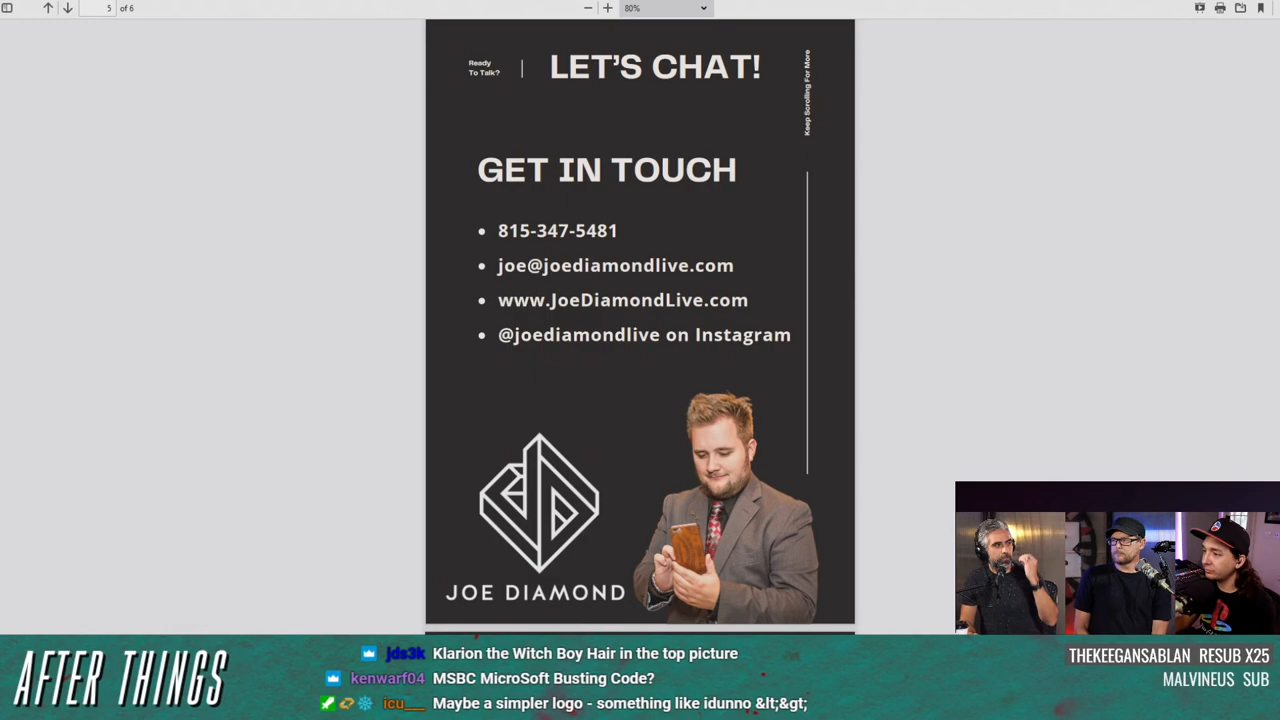 5 of 6
80%
Ready
To Talk?
LET'S CHAT!
Keep Scrolling For More
GET IN TOUCH
• 815-347-5481
• joe@joediamondlive.com
• www.JoeDiamondLive.com
• @joediamondlive on Instagram
JOE DIAMOND
AFTER THINGS
jds3k Klarion the Witch Boy Hair in the top picture
kenwarf04 MSBC MicroSoft Busting Code?
icu___ Maybe a simpler logo - something like idunno &lt;&gt;
THEKEEGANSABLAN RESUB X25
MALVINEUS SUB